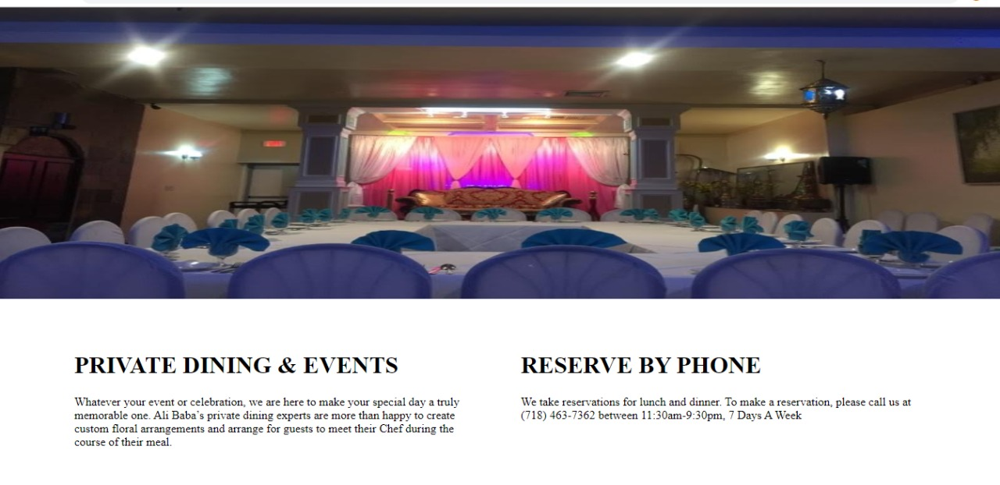 PRIVATE DINING & EVENTS
Whatever your event or celebration, we are here to make your special day a truly
memorable one. Ali Baba’s private dining experts are more than happy to create
custom floral arrangements and arrange for guests to meet their Chef during the
course of their meal.
RESERVE BY PHONE
We take reservations for lunch and dinner. To make a reservation, please call us at
(718) 463-7362 between 11:30am-9:30pm, 7 Days A Week